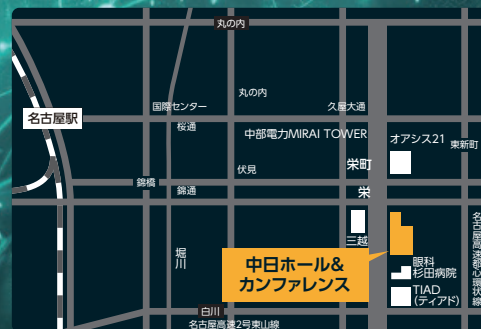 丸の内
丸の内
国際センター
久屋大通
名古屋駅
桜通
中部電力MIRAI TOWER
オアシス21
東新町
伏見
栄町
錦橋
錦通
栄
三越
堀川
中日ホール&
カンファレンス
眼科
杉田病院
TIAD
(ティアド)
名古屋高速都心環状線
白川
名古屋高速2号東山線